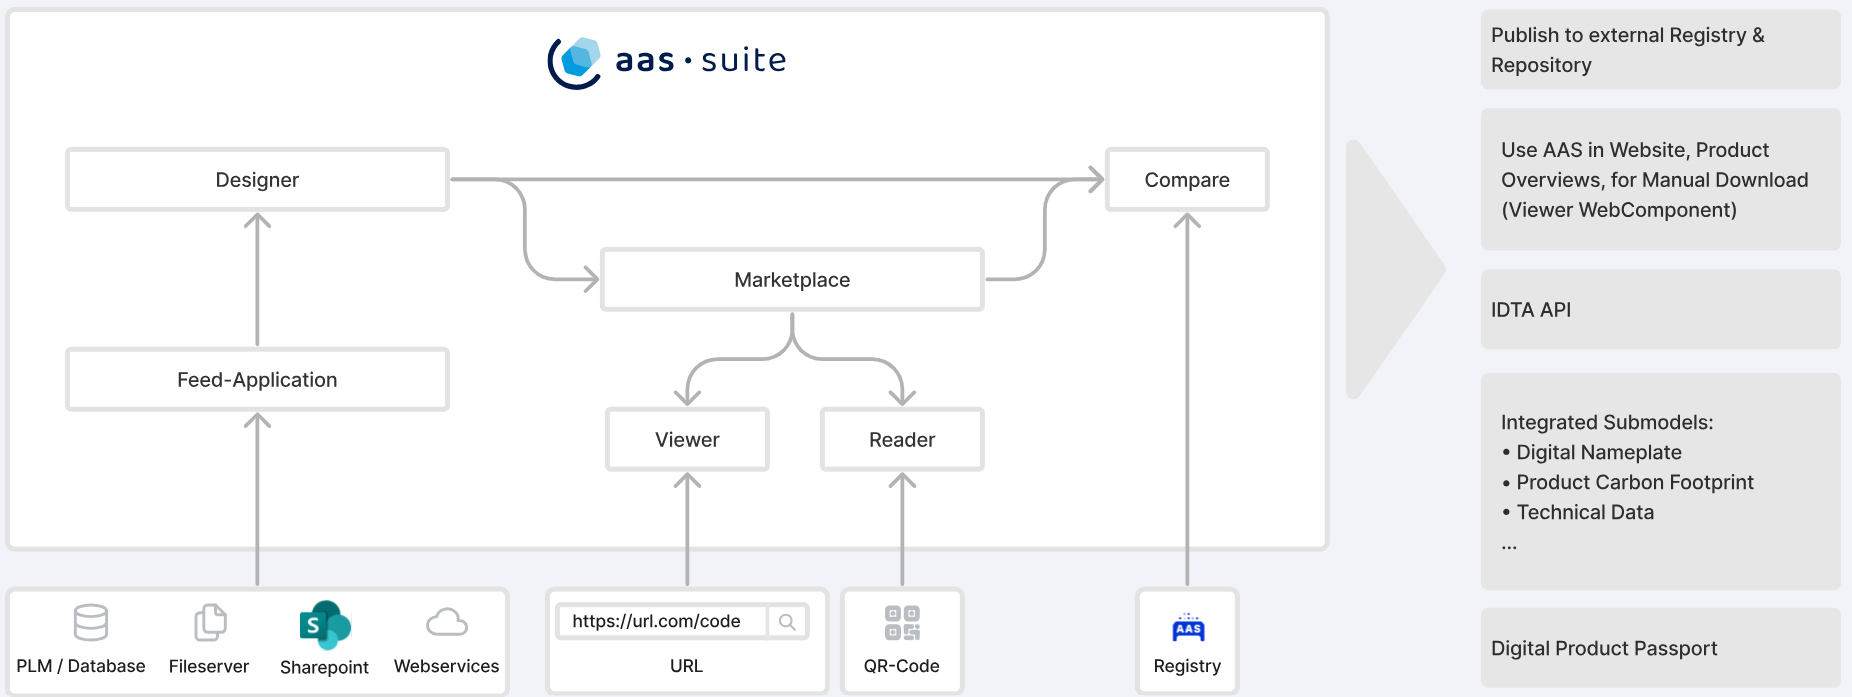 aas · suite
Designer
Compare
Marketplace
Feed-Application
Viewer
Reader
S
PLM / Database
Fileserver
Sharepoint
Webservices
https://url.com/code
URL
QR-Code
AAS
Registry
Publish to external Registry &
Repository
Use AAS in Website, Product
Overviews, for Manual Download
(Viewer WebComponent)
IDTA API
Integrated Submodels:
• Digital Nameplate
• Product Carbon Footprint
• Technical Data
...
Digital Product Passport